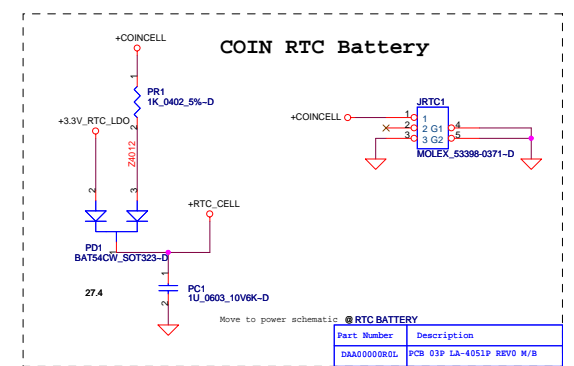 +COINCELL
COIN RTC Battery
1
PR1
1K_0402_5%~D
2
Z4012
+3.3V_RTC_LDO
2
3
+RTC_CELL
1
PD1
BAT54CW_SOT323~D
27.4
1
PC1
1U_0603_10V6K~D
2
JRTC1
+COINCELL
1 1
2 2 G1 4
3 3 G2 5
MOLEX_53398-0371~D
Move to power schematic @ RTC BATTERY
Part Number Description
DAA00000R0L PCB 03P LA-4051P REV0 M/B